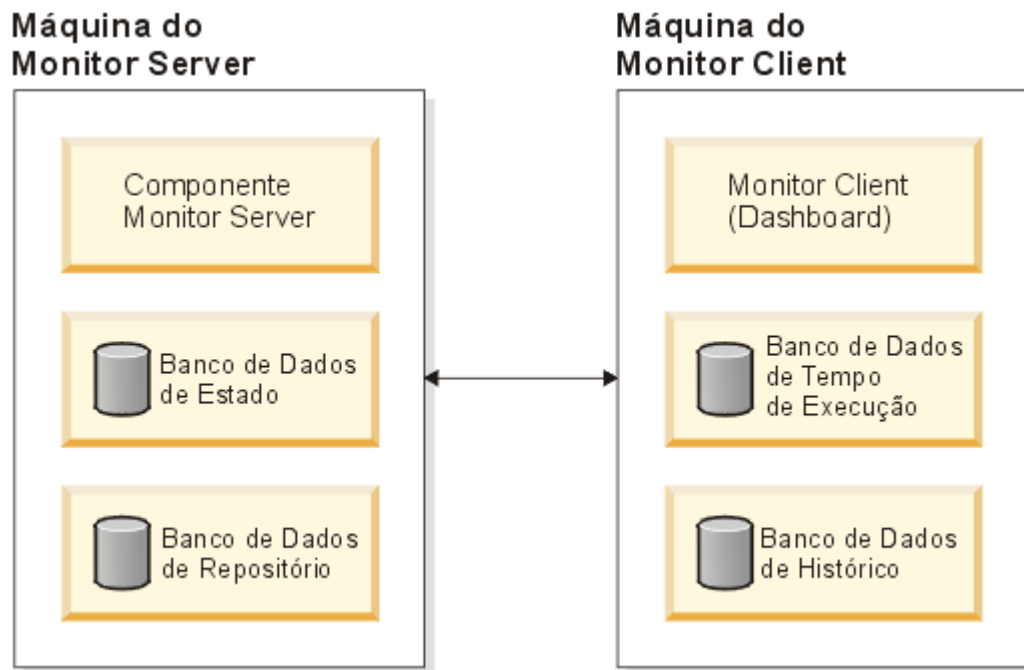 Máquina do
Monitor Server
Componente
Monitor Server
Banco de Dados
de Estado
Banco de Dados
de Repositório
Máquina do
Monitor Client
Monitor Client
(Dashboard)
Banco de Dados
de Tempo
de Execução
Banco de Dados
de Histórico